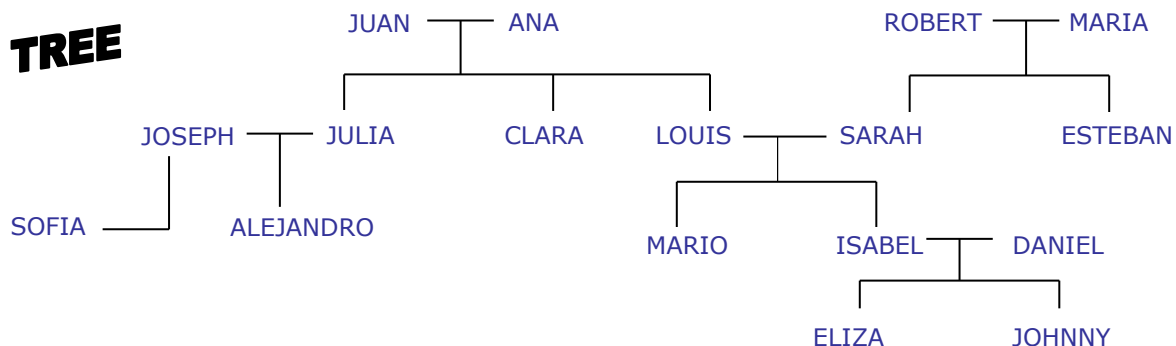 TREE
JUAN ANA ROBERT MARIA
JOSEPH JULIA CLARA LOUIS SARAH ESTEBAN
SOFIA ALEJANDRO
MARIO ISABEL DANIEL
ELIZA JOHNNY